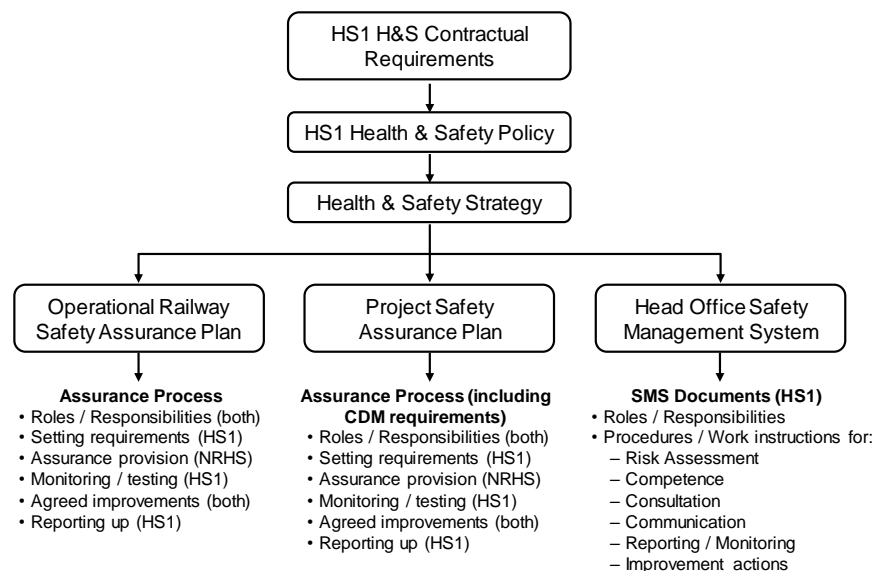 HS1 H&S Contractual
Requirements
HS1 Health & Safety Policy
Health & Safety Strategy
Operational Railway
Safety Assurance Plan
Project Safety
Assurance Plan
Head Office Safety
Management System
Assurance Process
• Roles / Responsibilities (both)
• Setting requirements (HS1)
• Assurance provision (NRHS)
• Monitoring / testing (HS1)
• Agreed improvements (both)
• Reporting up (HS1)
Assurance Process (including
CDM requirements)
• Roles / Responsibilities (both)
• Setting requirements (HS1)
• Assurance provision (NRHS)
• Monitoring / testing (HS1)
• Agreed improvements (both)
• Reporting up (HS1)
SMS Documents (HS1)
• Roles / Responsibilities
• Procedures / Work instructions for:
– Risk Assessment
– Competence
– Consultation
– Communication
– Reporting / Monitoring
– Improvement actions